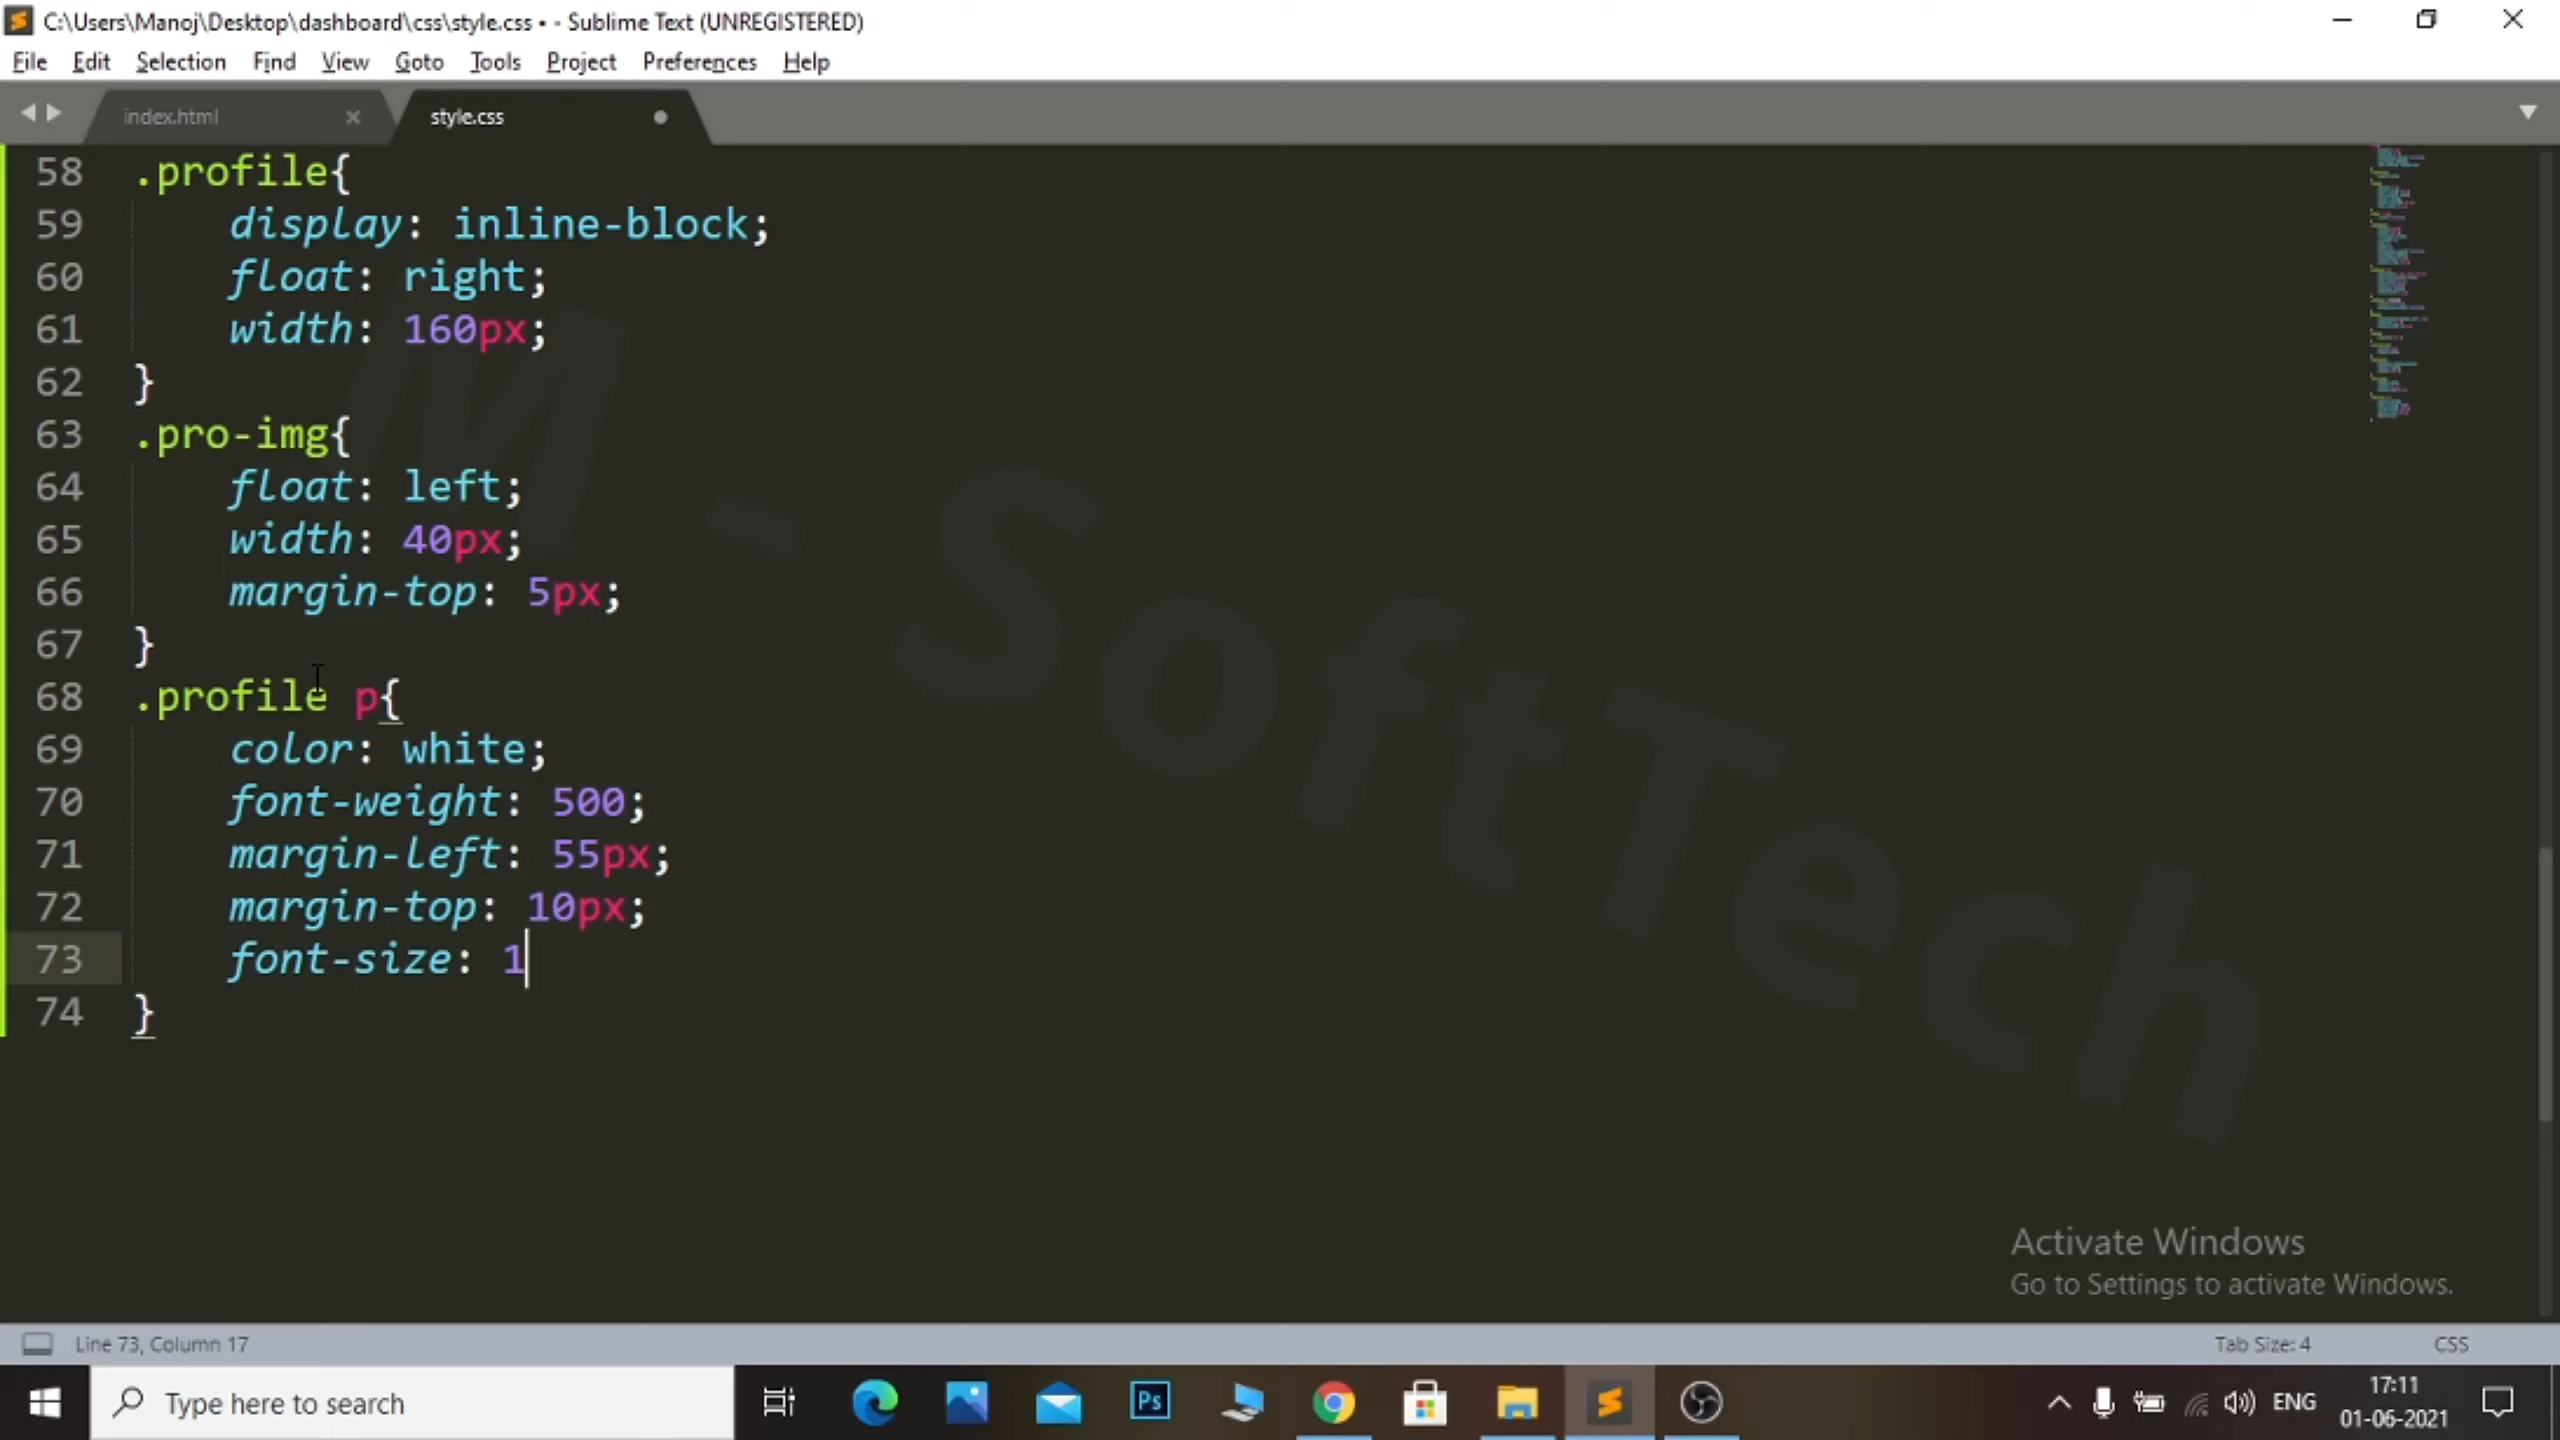 C:\Users\Manoj\Desktop\dashboard\css\style.css • - Sublime Text (UNREGISTERED)
File Edit Selection Find View Goto Tools Project Preferences Help
index.html × style.css
58 .profile{
59 display: inline-block;
60 float: right;
61 width: 160px;
62 }
63 .pro-img{
64 float: left;
65 width: 40px;
66 margin-top: 5px;
67 }
68 .profile p{
69 color: white;
70 font-weight: 500;
71 margin-left: 55px;
72 margin-top: 10px;
73 font-size: 1
74 }
M - SoftTech
Activate Windows
Go to Settings to activate Windows.
Line 73, Column 17 Tab Size: 4 CSS
Type here to search Ps ENG 17:11
01-06-2021